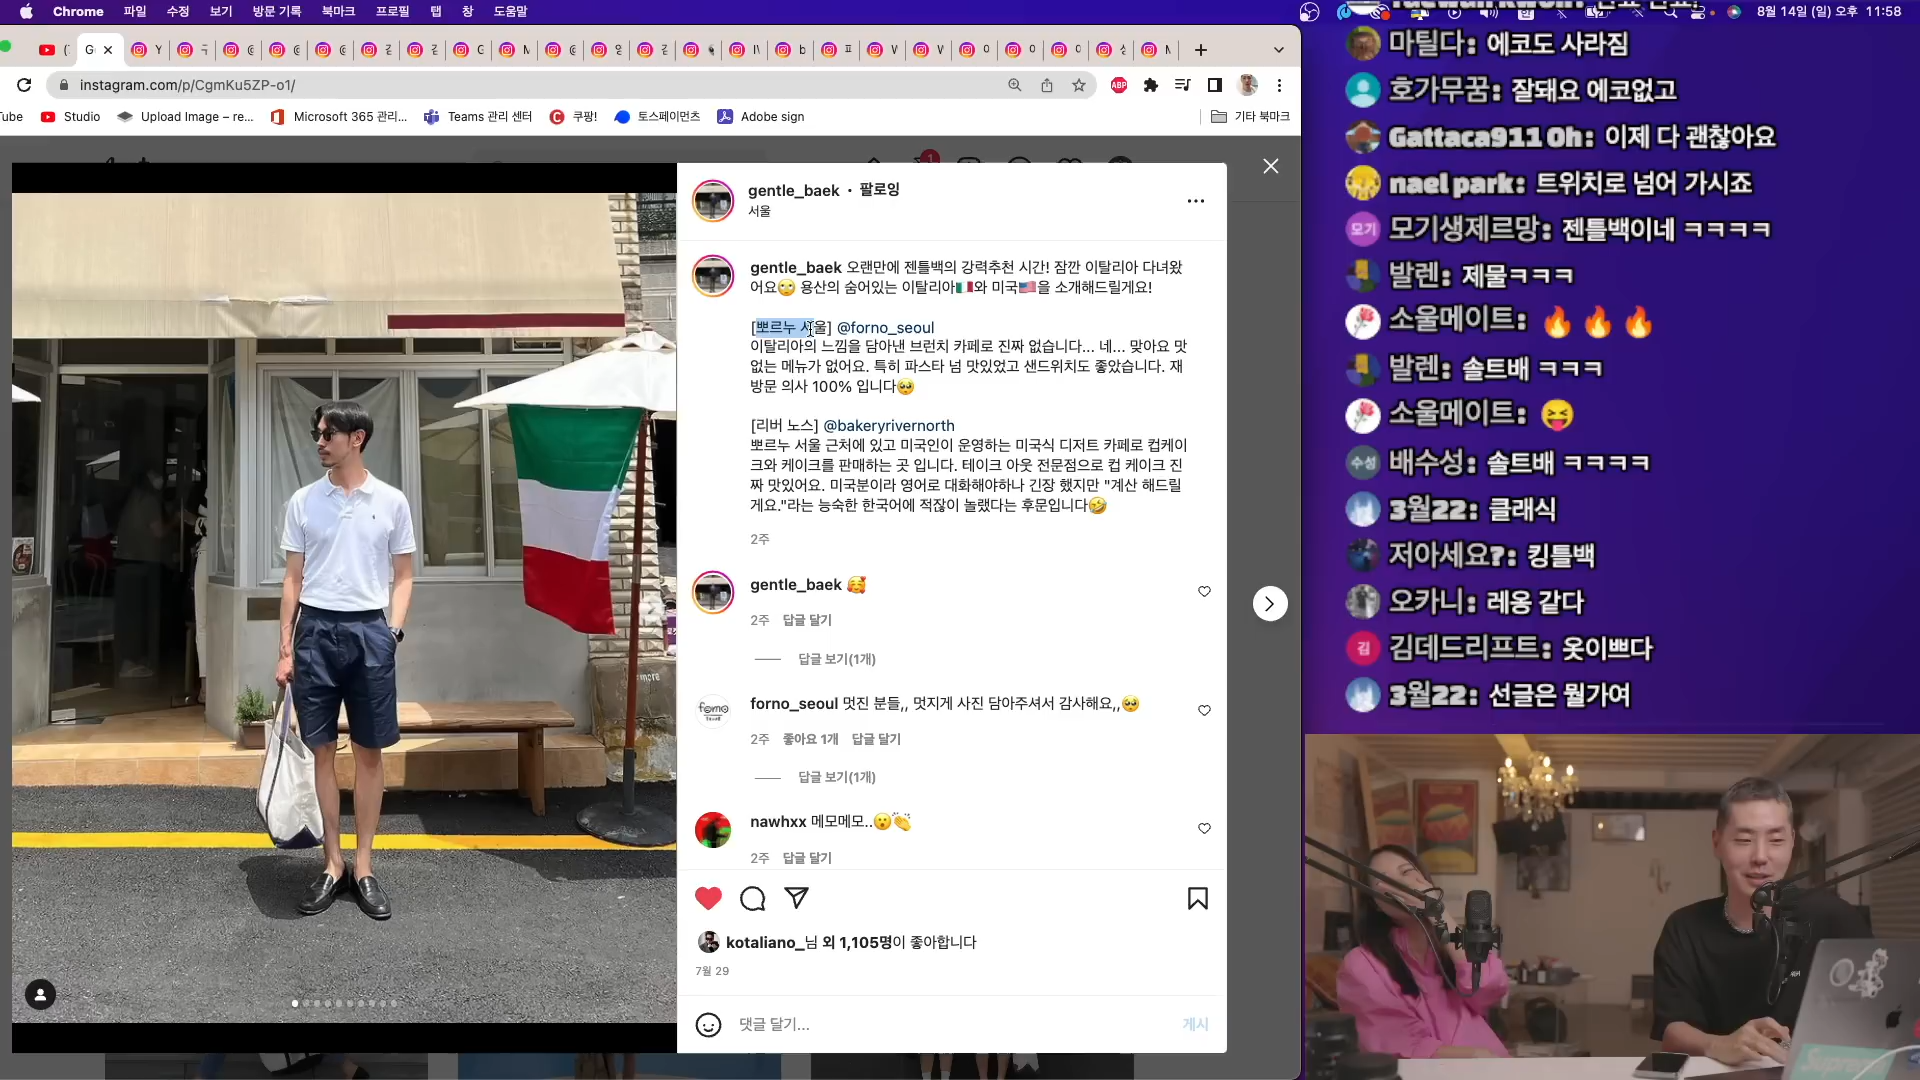 Chrome 파일 수정 보기 방문 기록 북마크 프로필 탭 창 도움말
8월 14일 (일) 오후 11:58
instagram.com/p/CgmKu5ZP-o1/
ABP
Studio
Upload Image – re...
Microsoft 365 관리...
Teams 관리 센터
쿠팡!
토스페이먼츠
Adobe sign
기타 북마크
1
gentle_baek • 팔로잉
서울
gentle_baek 오랜만에 젠틀백의 강력추천 시간! 잠깐 이탈리아 다녀왔
어요🙄 용산의 숨어있는 이탈리아🇮🇹와 미국🇺🇸을 소개해드릴게요!
[뽀르누 서울] @forno_seoul
이탈리아의 느낌을 담아낸 브런치 카페로 진짜 없습니다... 네... 맞아요 맛
없는 메뉴가 없어요. 특히 파스타 넘 맛있었고 샌드위치도 좋았습니다. 재
방문 의사 100% 입니다🥺
[리버 노스] @bakeryrivernorth
뽀르누 서울 근처에 있고 미국인이 운영하는 미국식 디저트 카페로 컵케이
크와 케이크를 판매하는 곳 입니다. 테이크 아웃 전문점으로 컵 케이크 진
짜 맛있어요. 미국분이라 영어로 대화해야하나 긴장 했지만 "계산 해드릴
게요."라는 능숙한 한국어에 적잖이 놀랬다는 후문입니다🤣
2주
gentle_baek 🥰
2주 답글 달기
답글 보기(1개)
forno_seoul 멋진 분들,, 멋지게 사진 담아주셔서 감사해요,,🥺
2주 좋아요 1개 답글 달기
답글 보기(1개)
nawhxx 메모메모..😮👏
2주 답글 달기
kotaliano_님 외 1,105명이 좋아합니다
7월 29
댓글 달기...
게시
마틸다: 에코도 사라짐
호가무꿈: 잘돼요 에코없고
Gattaca911 Oh: 이제 다 괜찮아요
nael park: 트위치로 넘어 가시죠
모기생제르망: 젠틀백이네 ㅋㅋㅋㅋ
발렌: 제물ㅋㅋㅋ
소울메이트: 🔥🔥🔥
발렌: 솔트배 ㅋㅋㅋ
소울메이트: 😝
배수성: 솔트배 ㅋㅋㅋㅋ
3월22: 클래식
저아세요?: 킹틀백
오카니: 레옹 같다
김데드리프트: 옷이쁘다
3월22: 선글은 뭘가여
Supreme